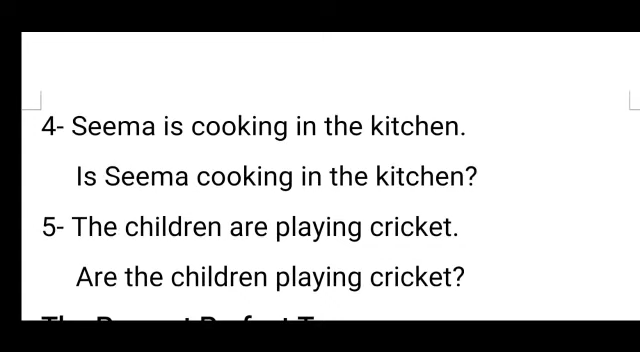 4- Seema is cooking in the kitchen.
Is Seema cooking in the kitchen?
5- The children are playing cricket.
Are the children playing cricket?